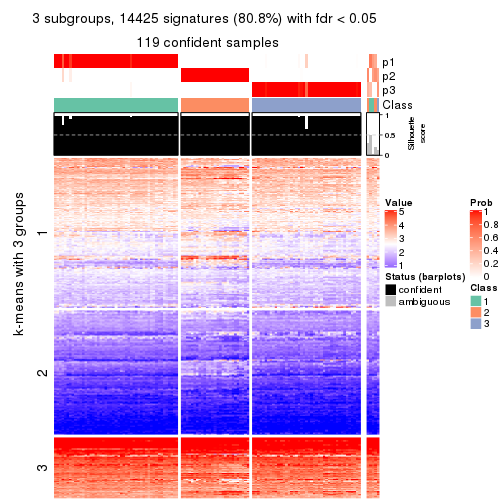 3 subgroups, 14425 signatures (80.8%) with fdr < 0.05
119 confident samples
p1
p2
p3
Class
1
0.5
0
Silhouette
score
k-means with 3 groups
1
2
3
Value
5
4
3
2
1
Status (barplots)
confident
ambiguous
Prob
1
0.8
0.6
0.4
0.2
0
Class
1
2
3